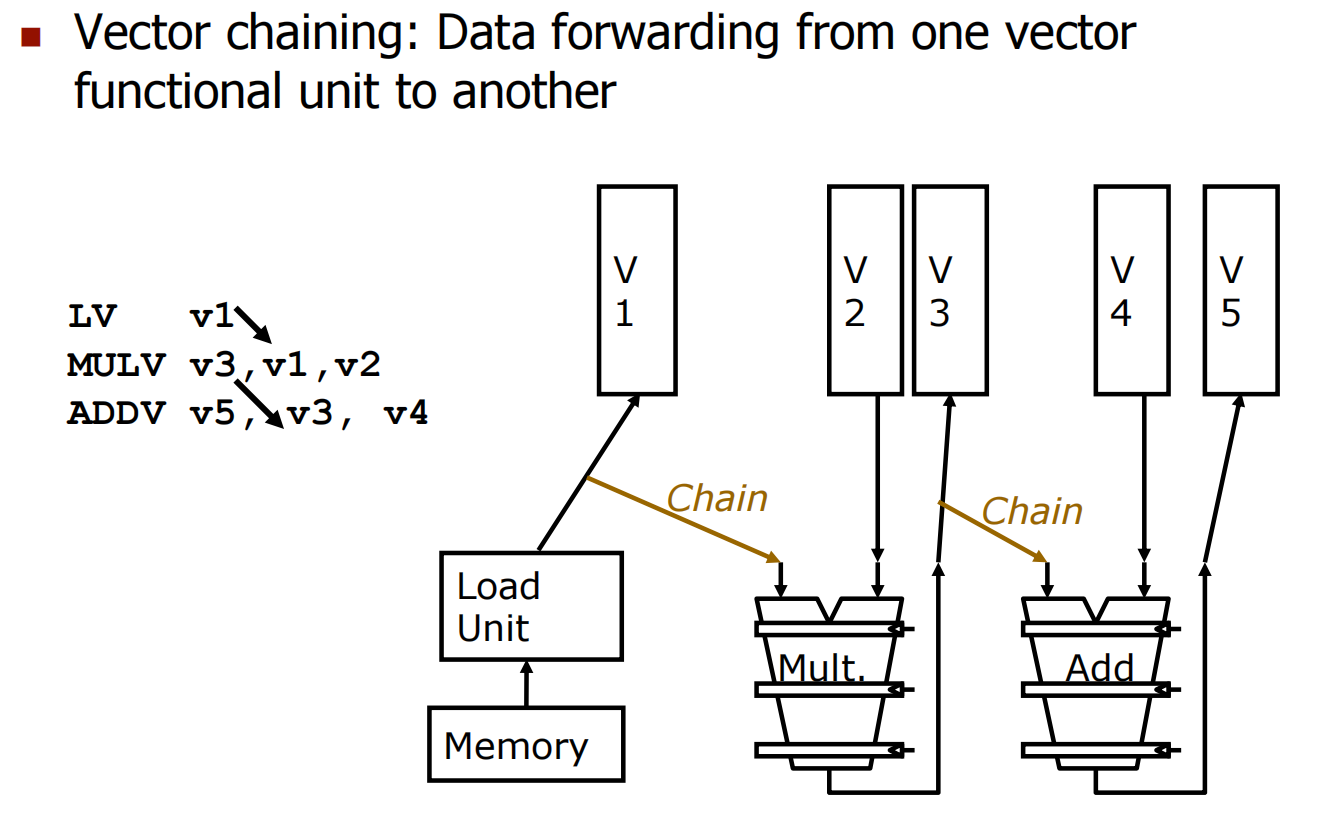 Vector chaining: Data forwarding from one vector
functional unit to another
LV v1
MULV v3,v1,v2
ADDV v5, v3, v4
V
1
V
2
V
3
V
4
V
5
Chain
Chain
Load
Unit
Memory
Mult.
Add